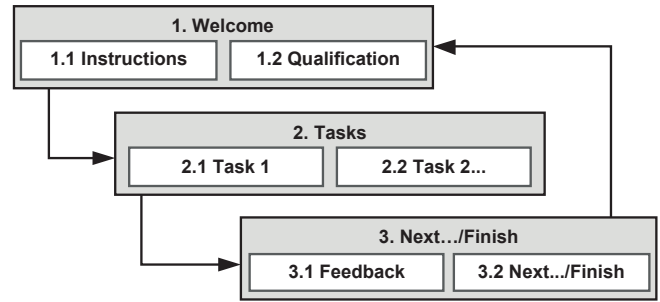 1. Welcome
1.1 Instructions
1.2 Qualification
2. Tasks
2.1 Task 1
2.2 Task 2...
3. Next…/Finish
3.1 Feedback
3.2 Next.../Finish